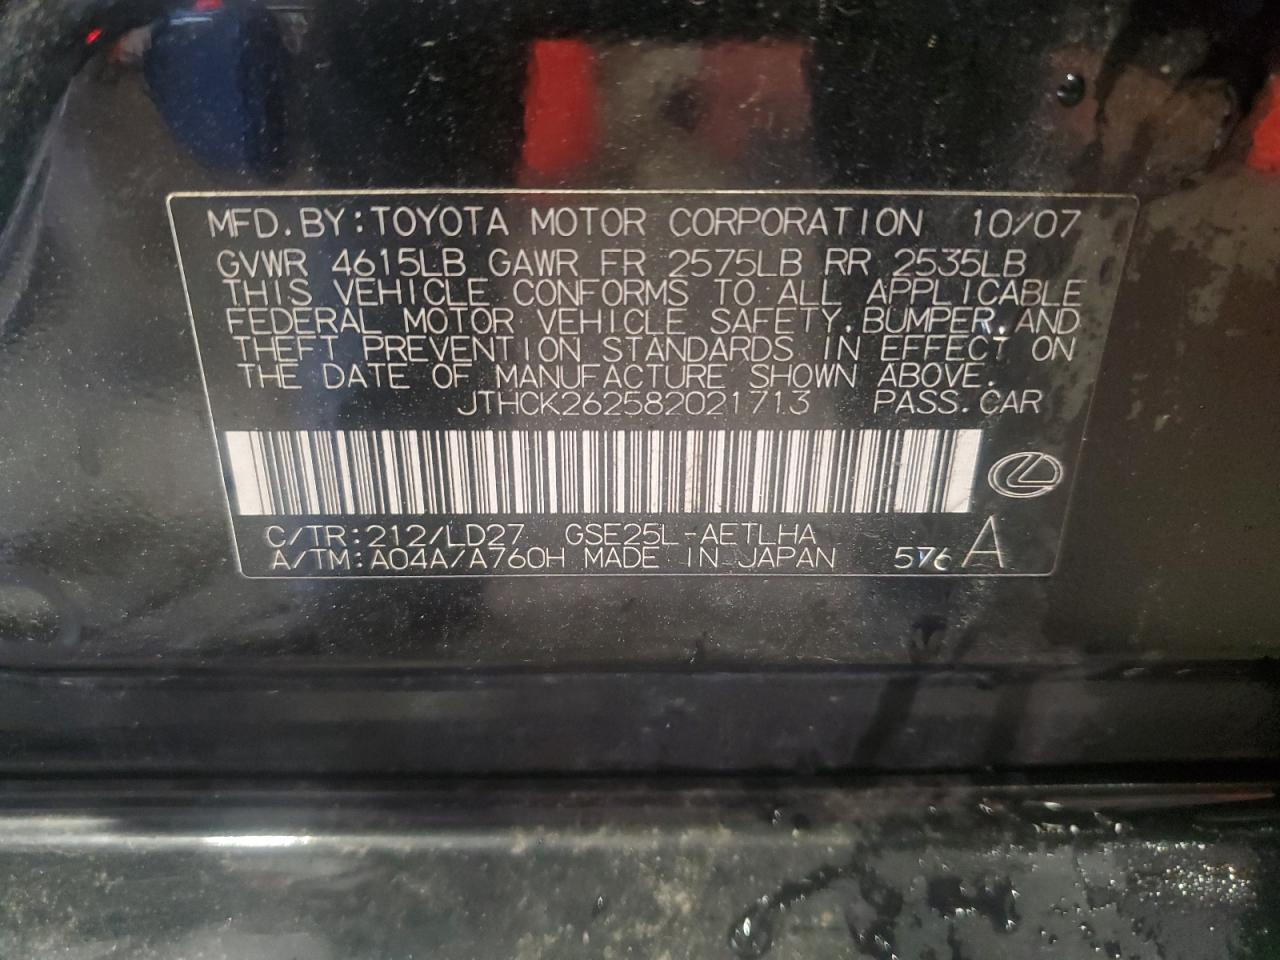 MFD.BY:TOYOTA MOTOR CORPORATION 10/07
GVWR 4615LB GAWR FR 2575LB RR 2535LB
THIS VEHICLE CONFORMS TO ALL APPLICABLE
FEDERAL MOTOR VEHICLE SAFETY,BUMPER,AND
THEFT PREVENTION STANDARDS IN EFFECT ON
THE DATE OF MANUFACTURE SHOWN ABOVE.
JTHCK262582021713 PASS.CAR
C/TR:212/LD27 GSE25L-AETLHA
A/TM:A04A/A760H MADE IN JAPAN 576 A